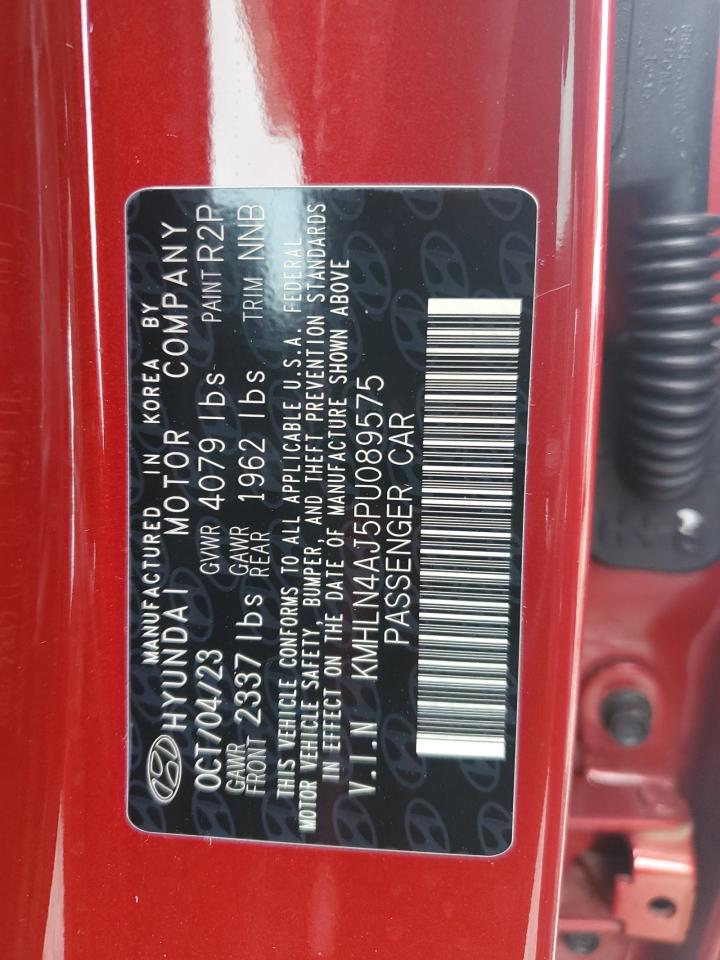 MANUFACTURED IN KOREA BY
HYUNDAI MOTOR COMPANY
OCT/04/23 GVWR 4079 lbs PAINT R2P
GAWR FRONT 2337 lbs GAWR REAR 1962 lbs TRIM NNB
THIS VEHICLE CONFORMS TO ALL APPLICABLE U.S.A. FEDERAL
MOTOR VEHICLE SAFETY, BUMPER, AND THEFT PREVENTION STANDARDS
IN EFFECT ON THE DATE OF MANUFACTURE SHOWN ABOVE
V.I.N KMHLN4AJ5PU089575
PASSENGER CAR